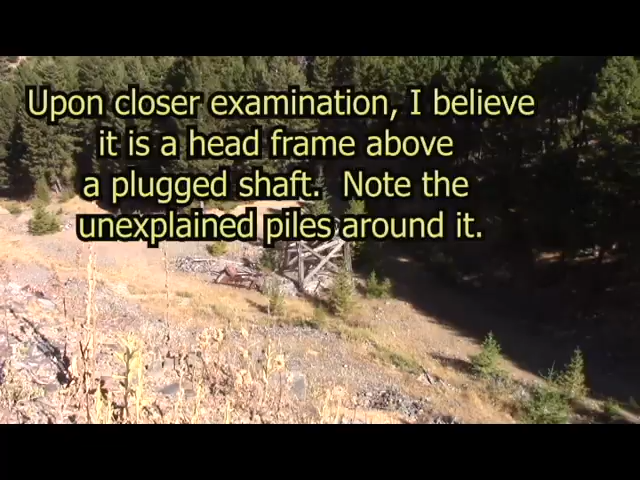 Upon closer examination, I believe
it is a head frame above
a plugged shaft.  Note the
unexplained piles around it.